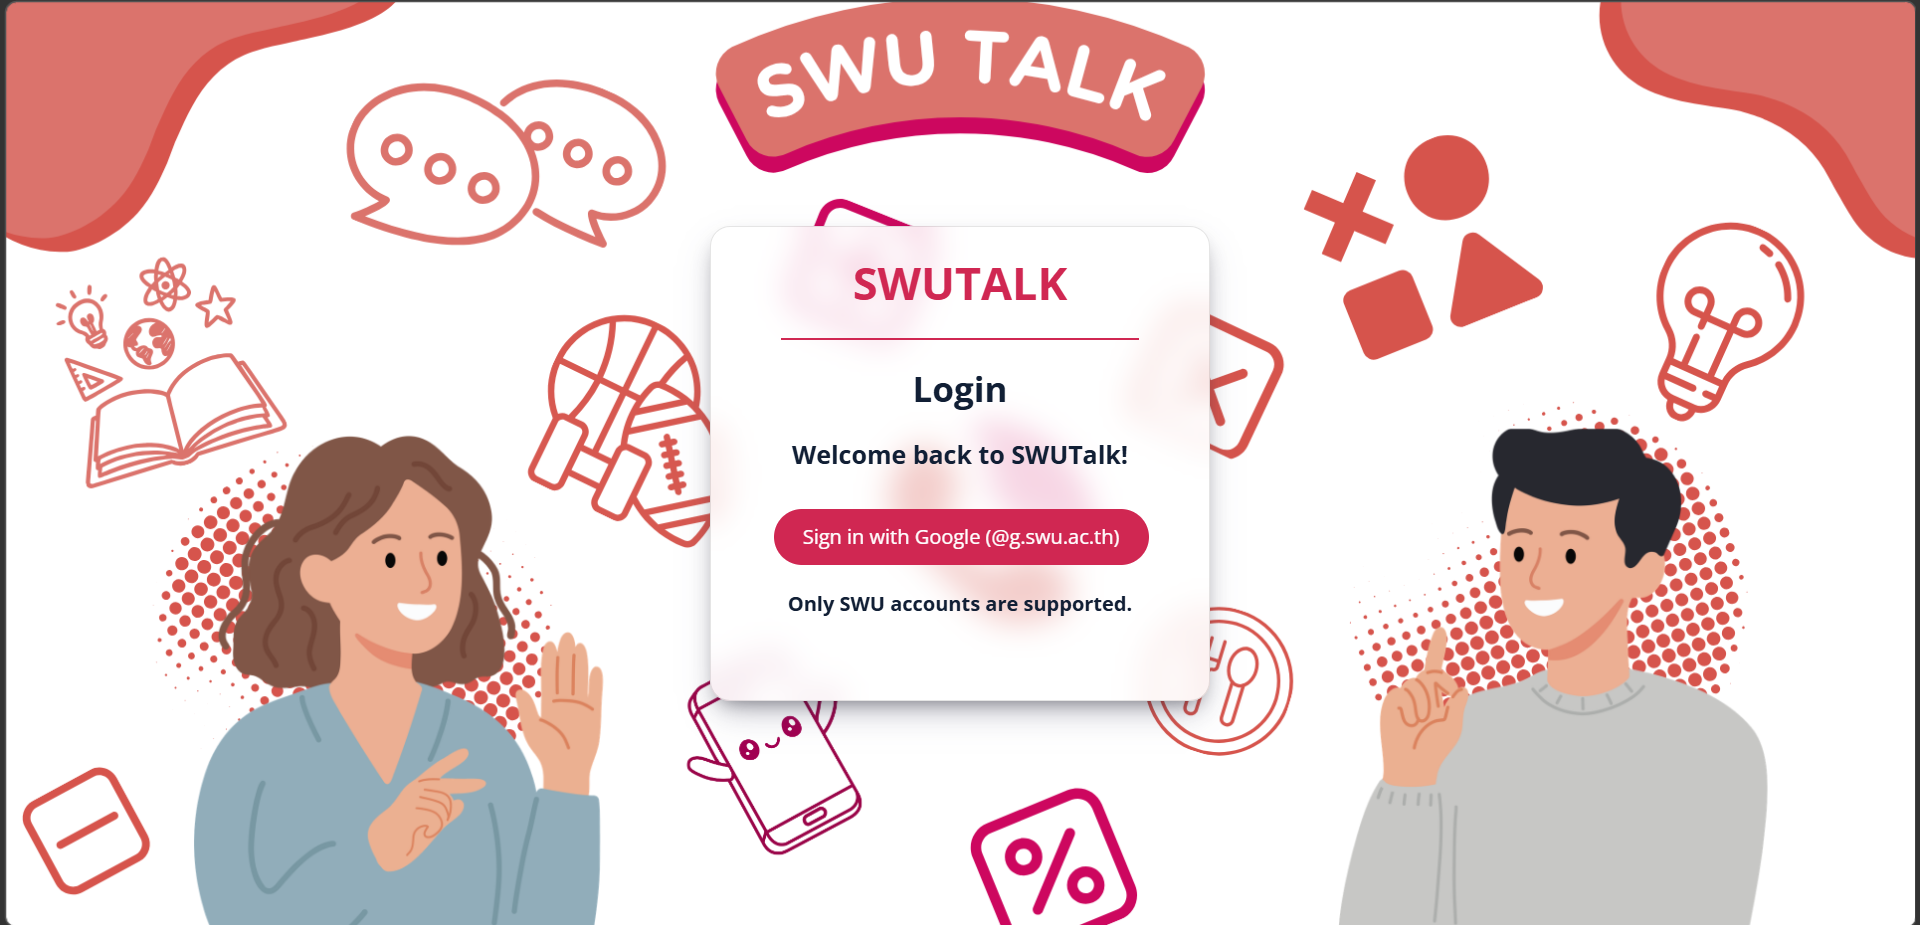 SWU TALK
SWUTALK
Login
Welcome back to SWUTalk!
Sign in with Google (@g.swu.ac.th)
Only SWU accounts are supported.
%